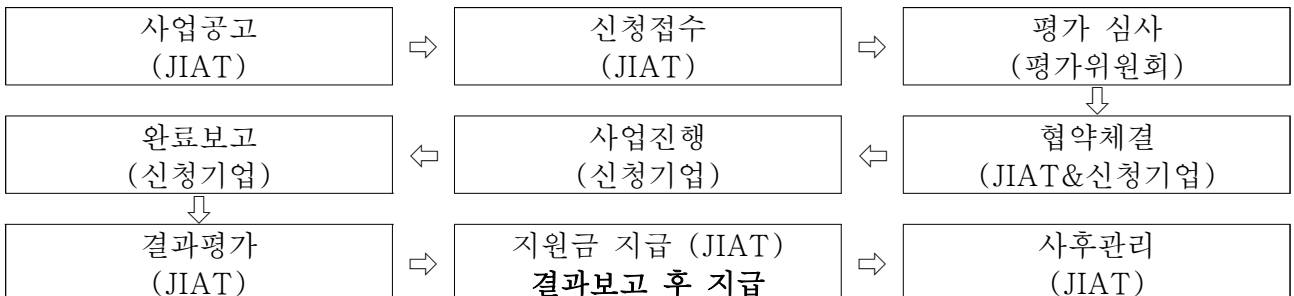 사업공고
(JIAT)
⇨
신청접수
(JIAT)
⇨
평가 심사
(평가위원회)
⇩
협약체결
(JIAT&신청기업)
⇦
사업진행
(신청기업)
⇦
완료보고
(신청기업)
⇩
결과평가
(JIAT)
⇨
지원금 지급 (JIAT)
결과보고 후 지급
⇨
사후관리
(JIAT)